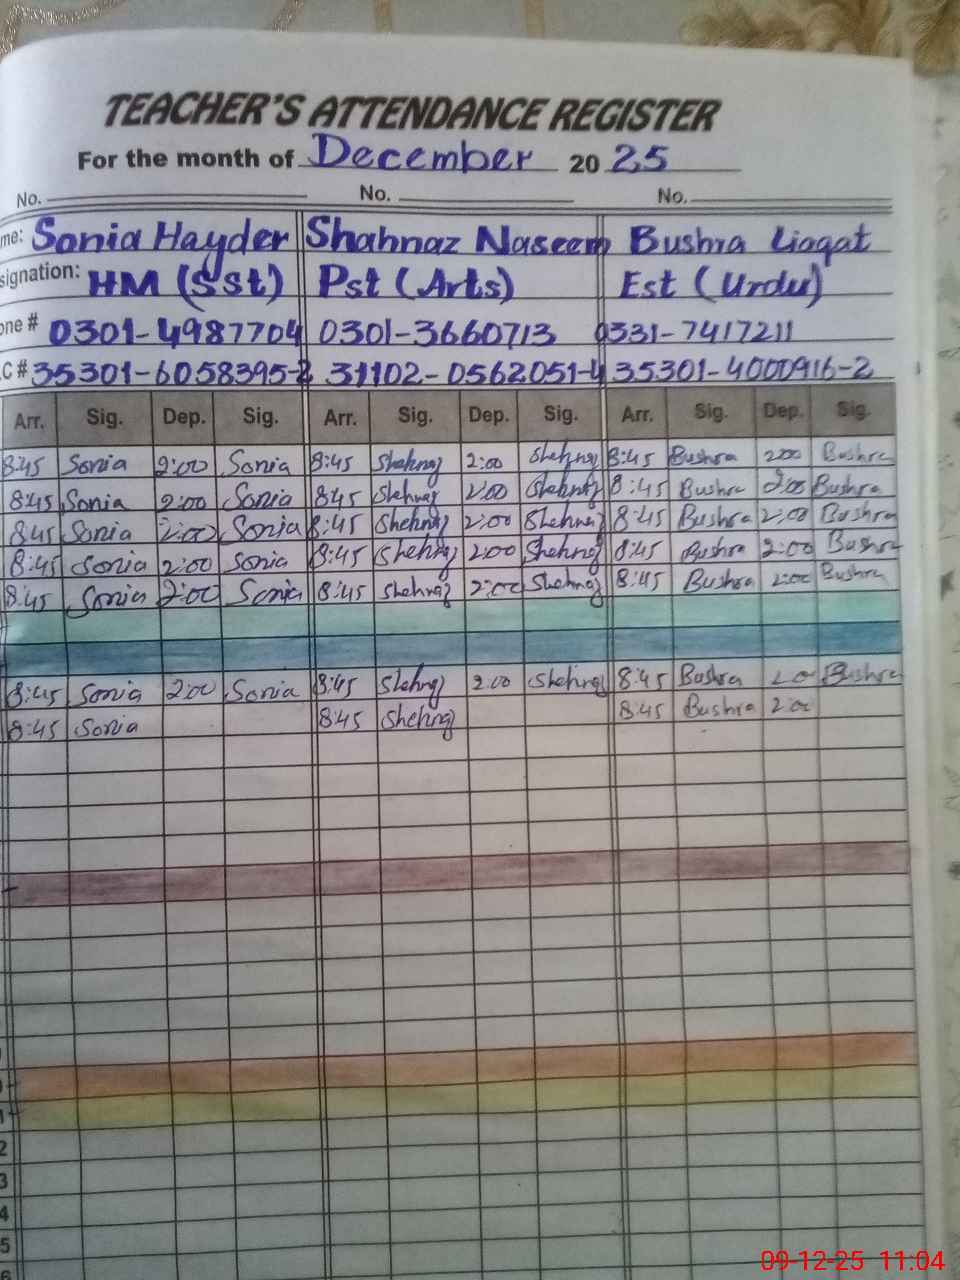 TEACHER'S ATTENDANCE REGISTER
For the month of December 20 25
No. No. No.
me: Sonia Hayder Shahnaz Naseem Bushra Liaqat
signation: HM (Sst) Pst (Arts) Est (Urdu)
one # 0301-4987704 0301-3660713 0331-7417211
.C # 35301-6058395-2 31102-0562051-4 35301-4000916-2
Arr. Sig. Dep. Sig. Arr. Sig. Dep. Sig. Arr. Sig. Dep. Sig.
8:45 Sonia 2:00 Sonia 8:45 Shehnaz 2:00 Shehnaz 8:45 Bushra 2:00 Bushra
8:45 Sonia 2:00 Sonia 8:45 Shehnaz 2:00 Shehnaz 8:45 Bushra 2:00 Bushra
8:45 Sonia 2:00 Sonia 8:45 Shehnaz 2:00 Shehnaz 8:45 Bushra 2:00 Bushra
8:45 Sonia 2:00 Sonia 8:45 Shehnaz 2:00 Shehnaz 8:45 Bushra 2:00 Bushra
8:45 Sonia 2:00 Sonia 8:45 Shehnaz 2:00 Shehnaz 8:45 Bushra 2:00 Bushra
8:45 Sonia 2:00 Sonia 8:45 Shehnaz 2:00 Shehnaz 8:45 Bushra 2:00 Bushra
8:45 Sonia 8:45 Shehnaz 8:45 Bushra 2:00
1
2
3
4
5
6
09-12-25 11:04